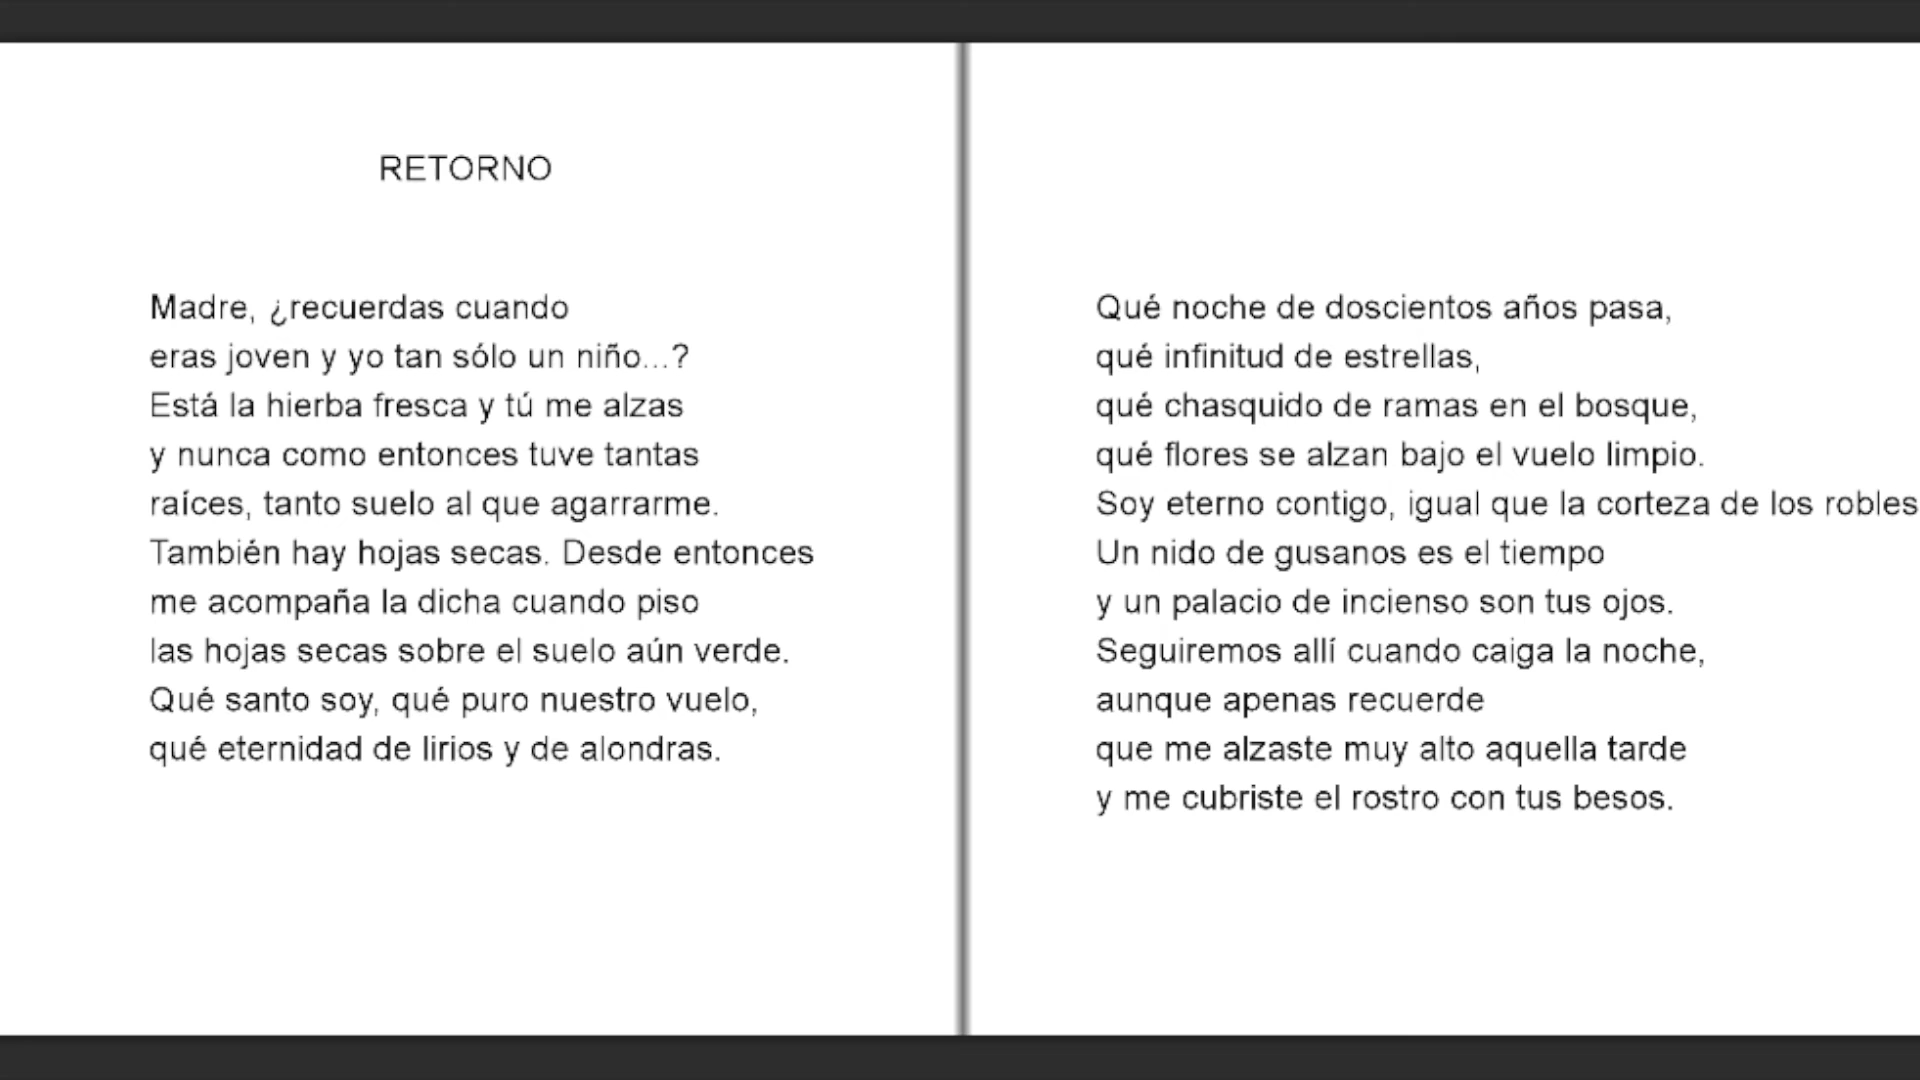 RETORNO
Madre, ¿recuerdas cuando
eras joven y yo tan sólo un niño...?
Está la hierba fresca y tú me alzas
y nunca como entonces tuve tantas
raíces, tanto suelo al que agarrarme.
También hay hojas secas. Desde entonces
me acompaña la dicha cuando piso
las hojas secas sobre el suelo aún verde.
Qué santo soy, qué puro nuestro vuelo,
qué eternidad de lirios y de alondras.
Qué noche de doscientos años pasa,
qué infinitud de estrellas,
qué chasquido de ramas en el bosque,
qué flores se alzan bajo el vuelo limpio.
Soy eterno contigo, igual que la corteza de los robles
Un nido de gusanos es el tiempo
y un palacio de incienso son tus ojos.
Seguiremos allí cuando caiga la noche,
aunque apenas recuerde
que me alzaste muy alto aquella tarde
y me cubriste el rostro con tus besos.